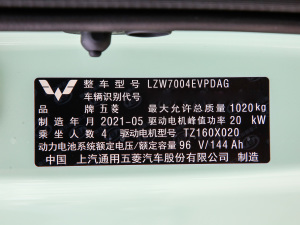 整车型号 LZW7004EVPDAG
车辆识别代号
品牌 五菱 最大允许总质量 1020 kg
制造年月 2021-05 驱动电机峰值功率 20 kW
乘坐人数 4 驱动电机型号 TZ160X020
动力电池系统额定电压/额定容量 96 V/144 Ah
中国 上汽通用五菱汽车股份有限公司 制造